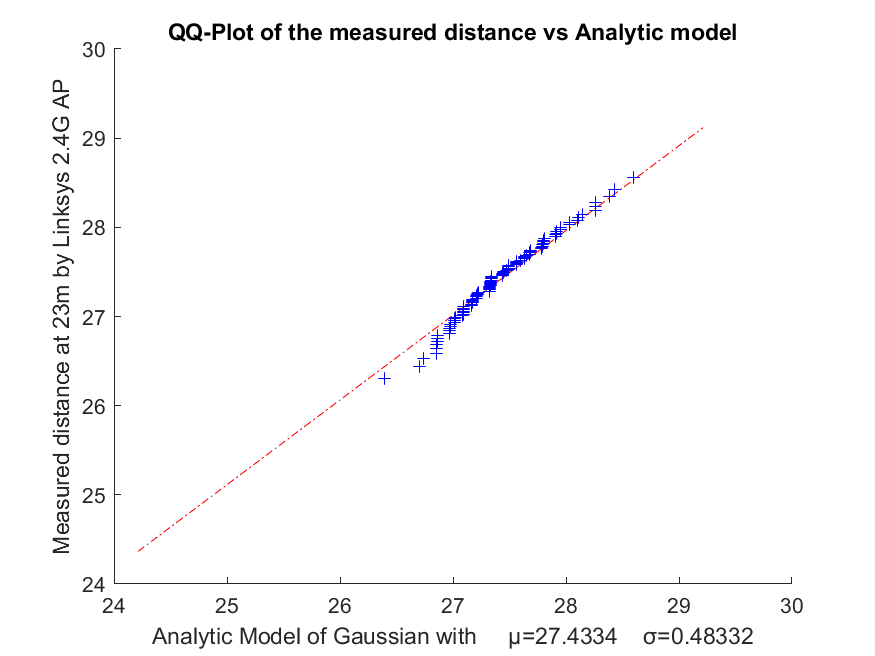 QQ-Plot of the measured distance vs Analytic model
30
29
28
27
26
25
24
Measured distance at 23m by Linksys 2.4G AP
24 25 26 27 28 29 30
Analytic Model of Gaussian with μ=27.4334 σ=0.48332